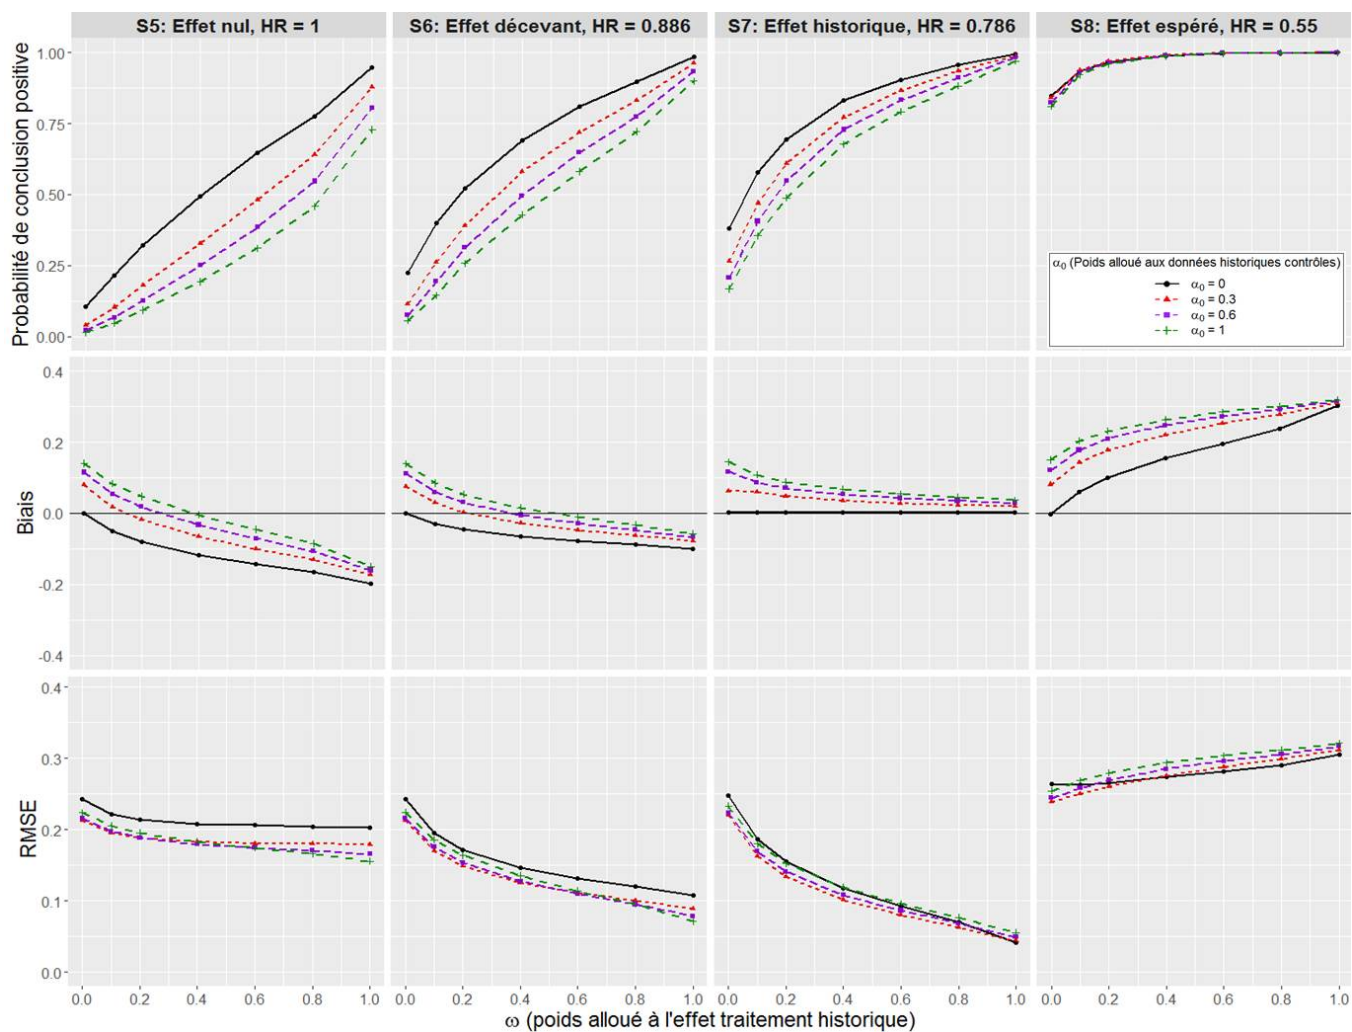 S5: Effet nul, HR = 1
S6: Effet décevant, HR = 0.886
S7: Effet historique, HR = 0.786
S8: Effet espéré, HR = 0.55
Probabilité de conclusion positive
1.00
0.75
0.50
0.25
0.00
α₀ (Poids alloué aux données historiques contrôles)
α₀ = 0
α₀ = 0.3
α₀ = 0.6
α₀ = 1
Biais
0.4
0.2
0.0
-0.2
-0.4
RMSE
0.4
0.3
0.2
0.1
0.0
0.0 0.2 0.4 0.6 0.8 1.0
0.0 0.2 0.4 0.6 0.8 1.0
0.0 0.2 0.4 0.6 0.8 1.0
0.0 0.2 0.4 0.6 0.8 1.0
ω (poids alloué à l'effet traitement historique)